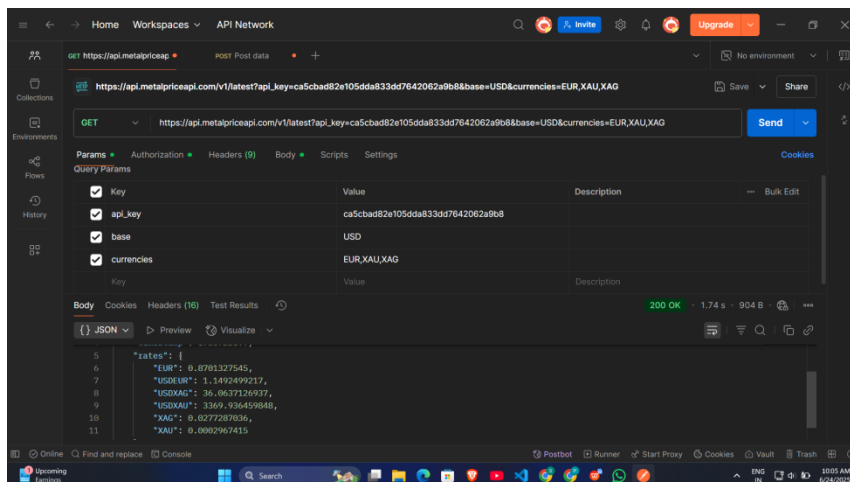 Home Workspaces API Network Invite Upgrade
GET https://api.metalpriceap POST Post data No environment
HTTP https://api.metalpriceapi.com/v1/latest?api_key=ca5cbad82e105dda833dd7642062a9b8&base=USD&currencies=EUR,XAU,XAG Save Share
Collections
GET https://api.metalpriceapi.com/v1/latest?api_key=ca5cbad82e105dda833dd7642062a9b8&base=USD&currencies=EUR,XAU,XAG Send
Environments
Params Authorization Headers (9) Body Scripts Settings Cookies
Flows
Query Params
Key Value Description Bulk Edit
History
api_key ca5cbad82e105dda833dd7642062a9b8
base USD
currencies EUR,XAU,XAG
Key Value Description
Body Cookies Headers (16) Test Results 200 OK 1.74 s 904 B
{} JSON Preview Visualize
5 "rates": {
6 "EUR": 0.8701327545,
7 "USDEUR": 1.1492499217,
8 "USDXAG": 36.0637126937,
9 "USDXAU": 3369.936459848,
10 "XAG": 0.0277287036,
11 "XAU": 0.0002967415
Online Find and replace Console Postbot Runner Start Proxy Cookies Vault Trash
Upcoming
Earnings
Search
ENG
IN
10:05 AM
6/24/2025